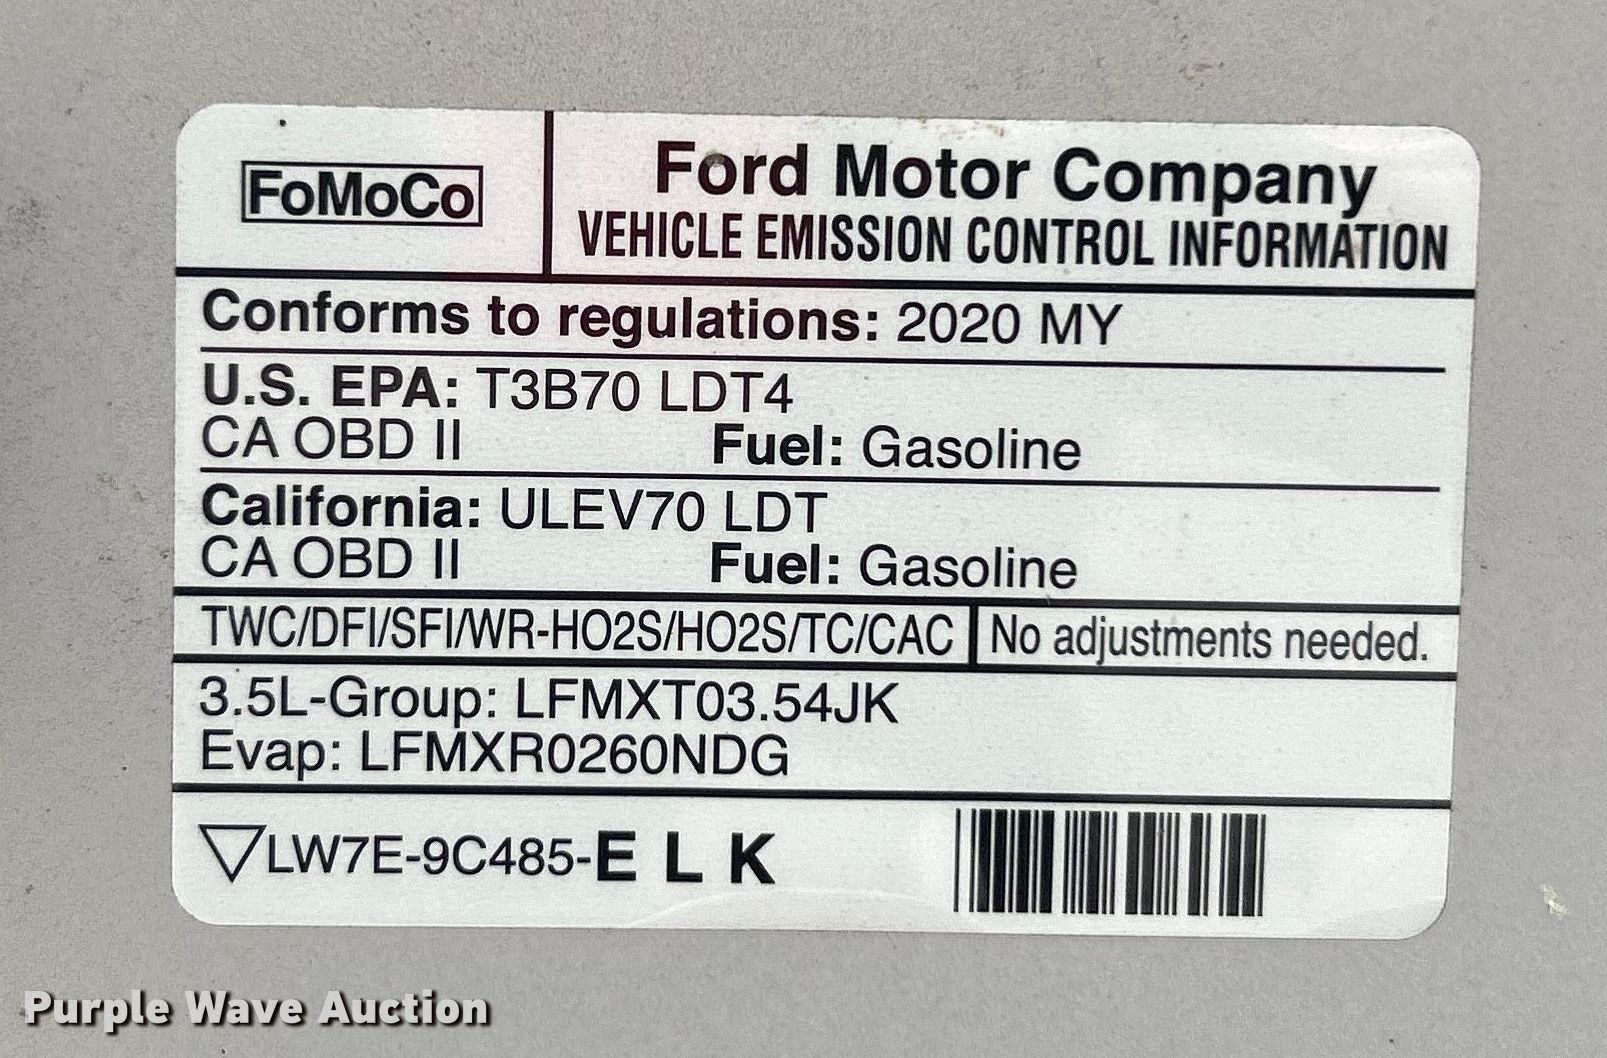 FoMoCo
Ford Motor Company
VEHICLE EMISSION CONTROL INFORMATION
Conforms to regulations: 2020 MY
U.S. EPA: T3B70 LDT4
CA OBD II Fuel: Gasoline
California: ULEV70 LDT
CA OBD II Fuel: Gasoline
TWC/DFI/SFI/WR-HO2S/HO2S/TC/CAC No adjustments needed.
3.5L-Group: LFMXT03.54JK
Evap: LFMXR0260NDG
LW7E-9C485-E L K
Purple Wave Auction